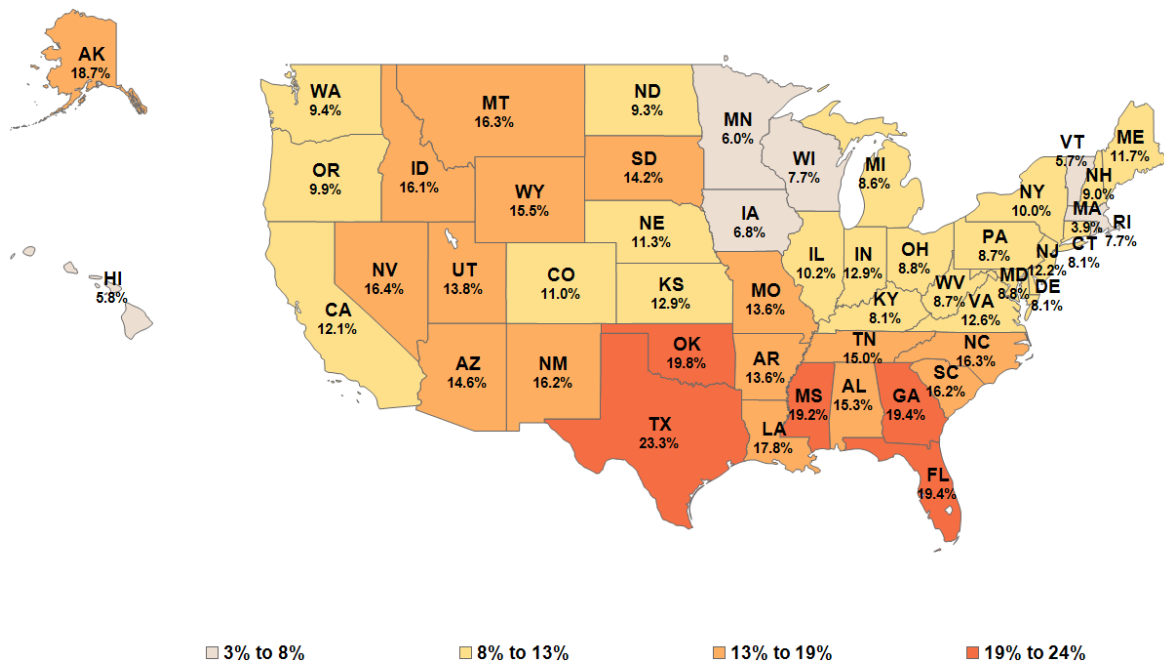 AK
18.7%
WA
9.4%
MT
16.3%
ND
9.3%
MN
6.0%
VT
5.7%
ME
11.7%
OR
9.9%
ID
16.1%
WY
15.5%
SD
14.2%
WI
7.7%
MI
8.6%
NH
9.0%
NY
10.0%
MA
3.9%
RI
7.7%
NE
11.3%
IA
6.8%
PA
8.7%
CT
8.1%
NJ
12.2%
HI
5.8%
NV
16.4%
UT
13.8%
CO
11.0%
KS
12.9%
MO
13.6%
IL
10.2%
IN
12.9%
OH
8.8%
WV
8.7%
MD
8.8%
DE
8.1%
CA
12.1%
KY
8.1%
VA
12.6%
AZ
14.6%
NM
16.2%
OK
19.8%
AR
13.6%
TN
15.0%
NC
16.3%
SC
16.2%
TX
23.3%
LA
17.8%
MS
19.2%
AL
15.3%
GA
19.4%
FL
19.4%
3% to 8%
8% to 13%
13% to 19%
19% to 24%